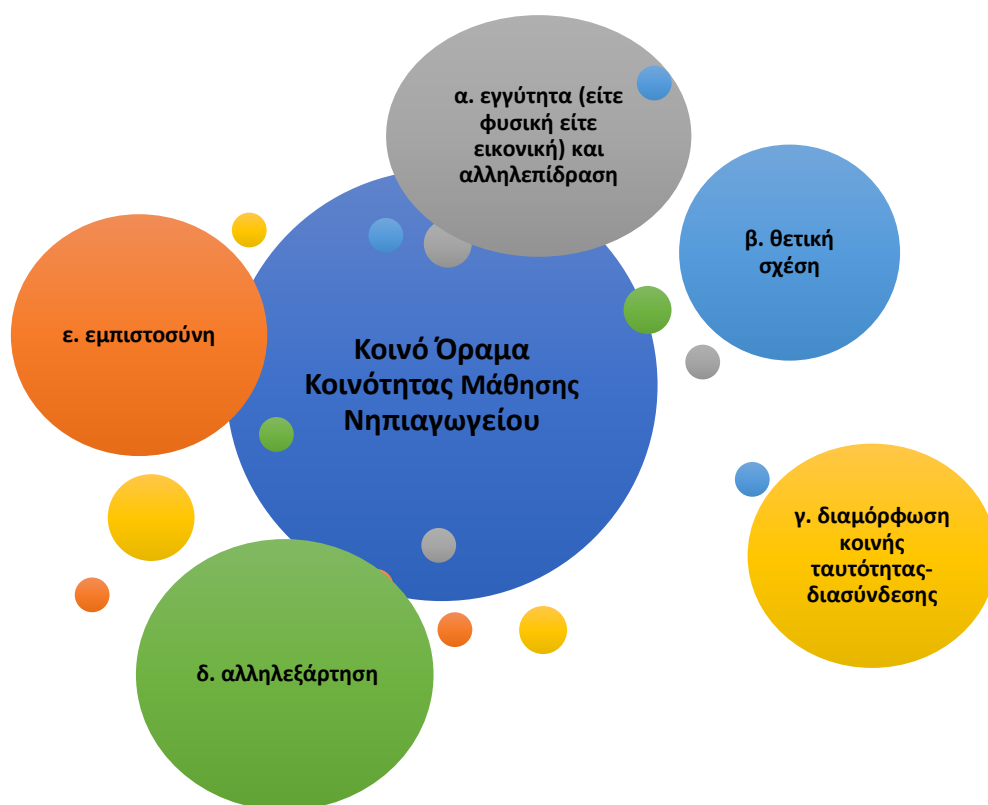 α. εγγύτητα (είτε
φυσική είτε
εικονική) και
αλληλεπίδραση
β. θετική
σχέση
ε. εμπιστοσύνη
Κοινό Όραμα
Κοινότητας Μάθησης
Νηπιαγωγείου
γ. διαμόρφωση
κοινής
ταυτότητας-
διασύνδεσης
δ. αλληλεξάρτηση